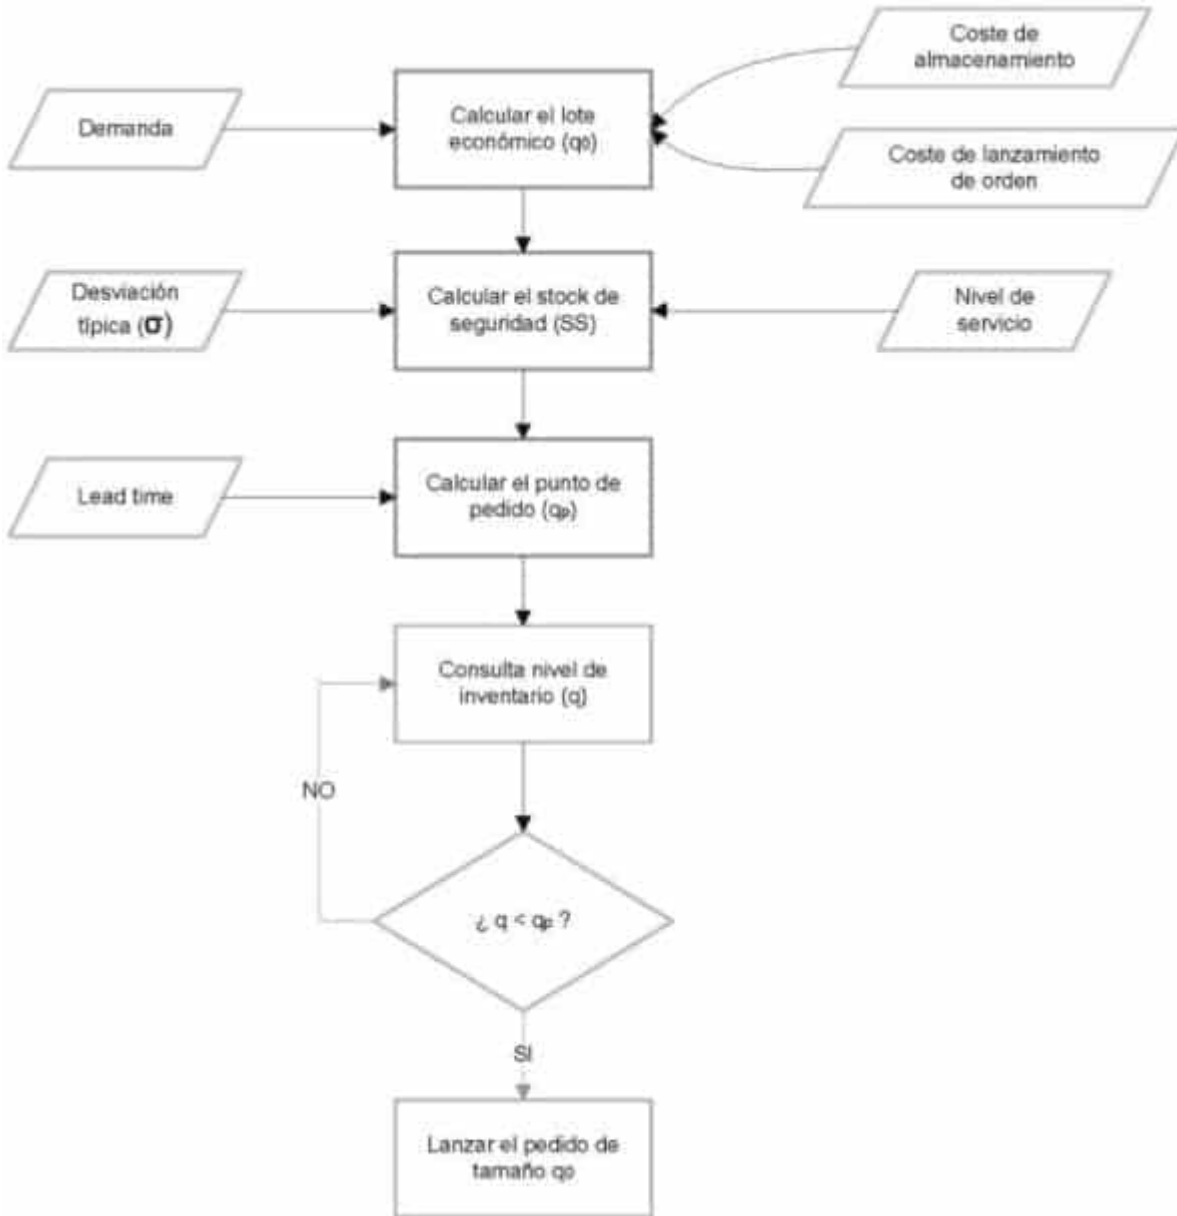 Coste de
almacenamiento
Demanda
Calcular el lote
económico (q₀)
Coste de lanzamiento
de orden
Desviación
típica (σ)
Calcular el stock de
seguridad (SS)
Nivel de
servicio
Lead time
Calcular el punto de
pedido (qₚ)
Consulta nivel de
inventario (q)
NO
¿ q < qₚ ?
SI
Lanzar el pedido de
tamaño q₀